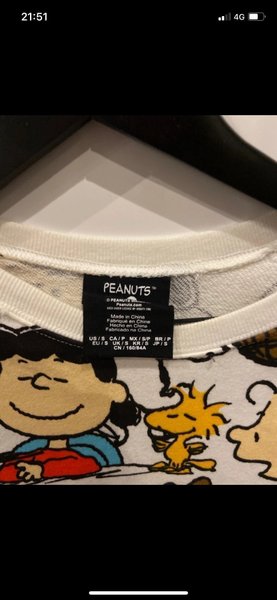 21:51
4G
PEANUTS™
© PEANUTS
Peanuts.com
Made in China
Fabriqué en Chine
Hecho en China
Fabricado na China
US / S CA / P MX / S/P BR / P
EU / S UK / S KR / S JP / S
CN / 160/84A